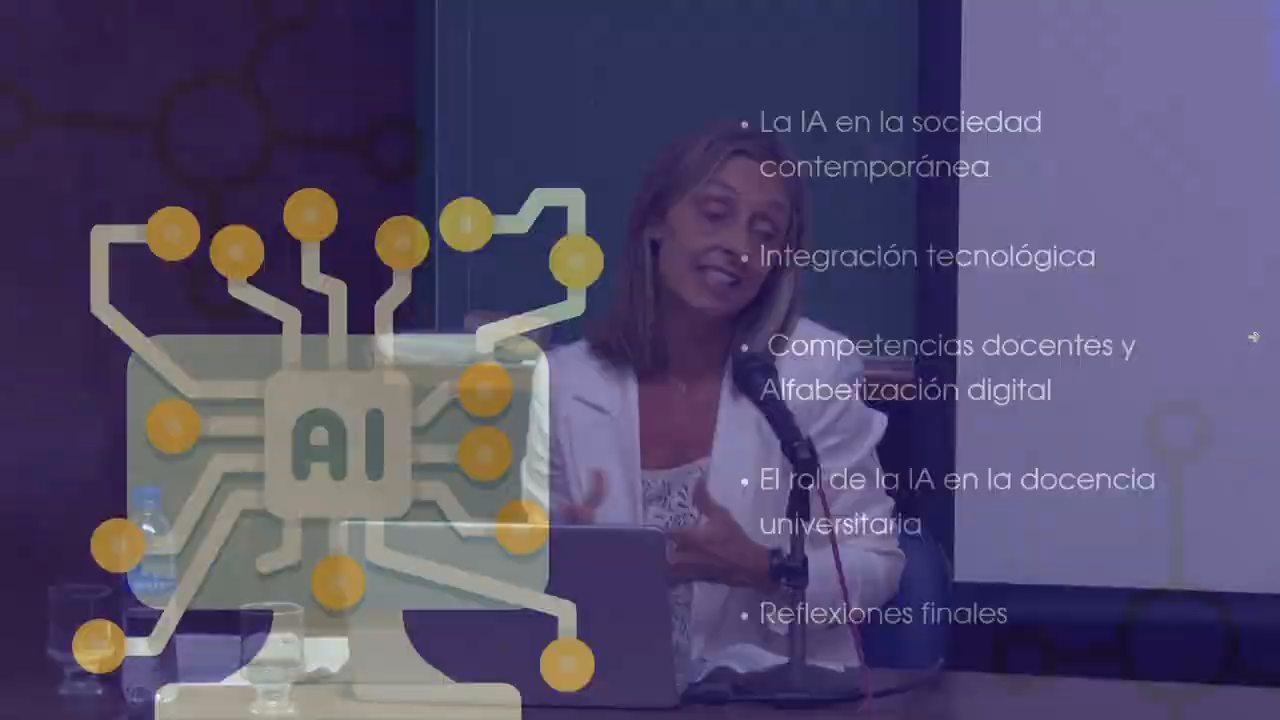 • La IA en la sociedad
contemporánea
• Integración tecnológica
• Competencias docentes y
Alfabetización digital
AI
• El rol de la IA en la docencia
universitaria
• Reflexiones finales